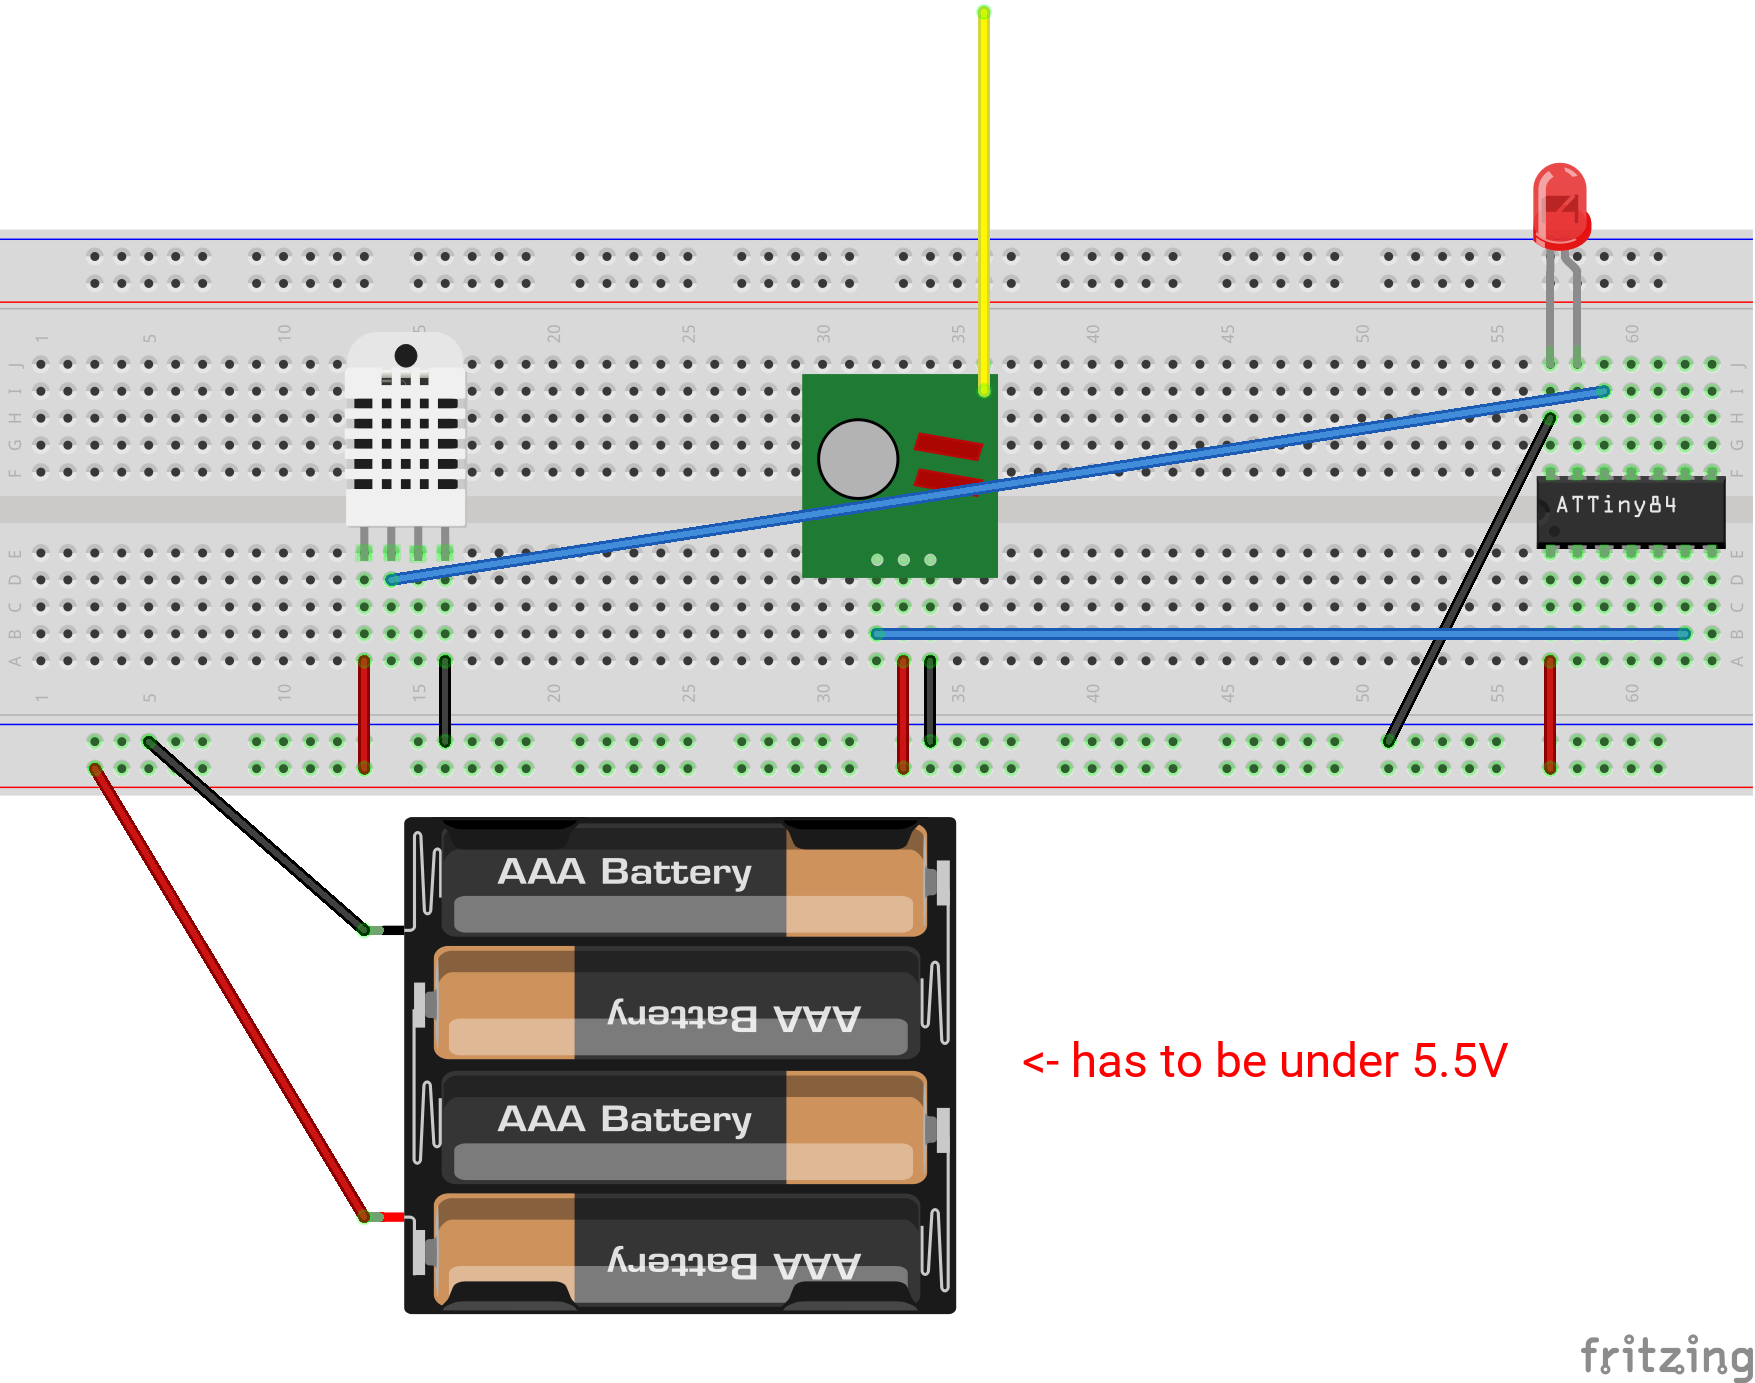 1 5 10 15 20 25 30 35 40 45 50 55 60
J J
I I
H H
G G
F F
ATTiny84
E E
D D
C C
B B
A A
1 5 10 15 20 25 30 35 40 45 50 55 60
AAA Battery
AAA Battery
<- has to be under 5.5V
AAA Battery
AAA Battery
fritzing